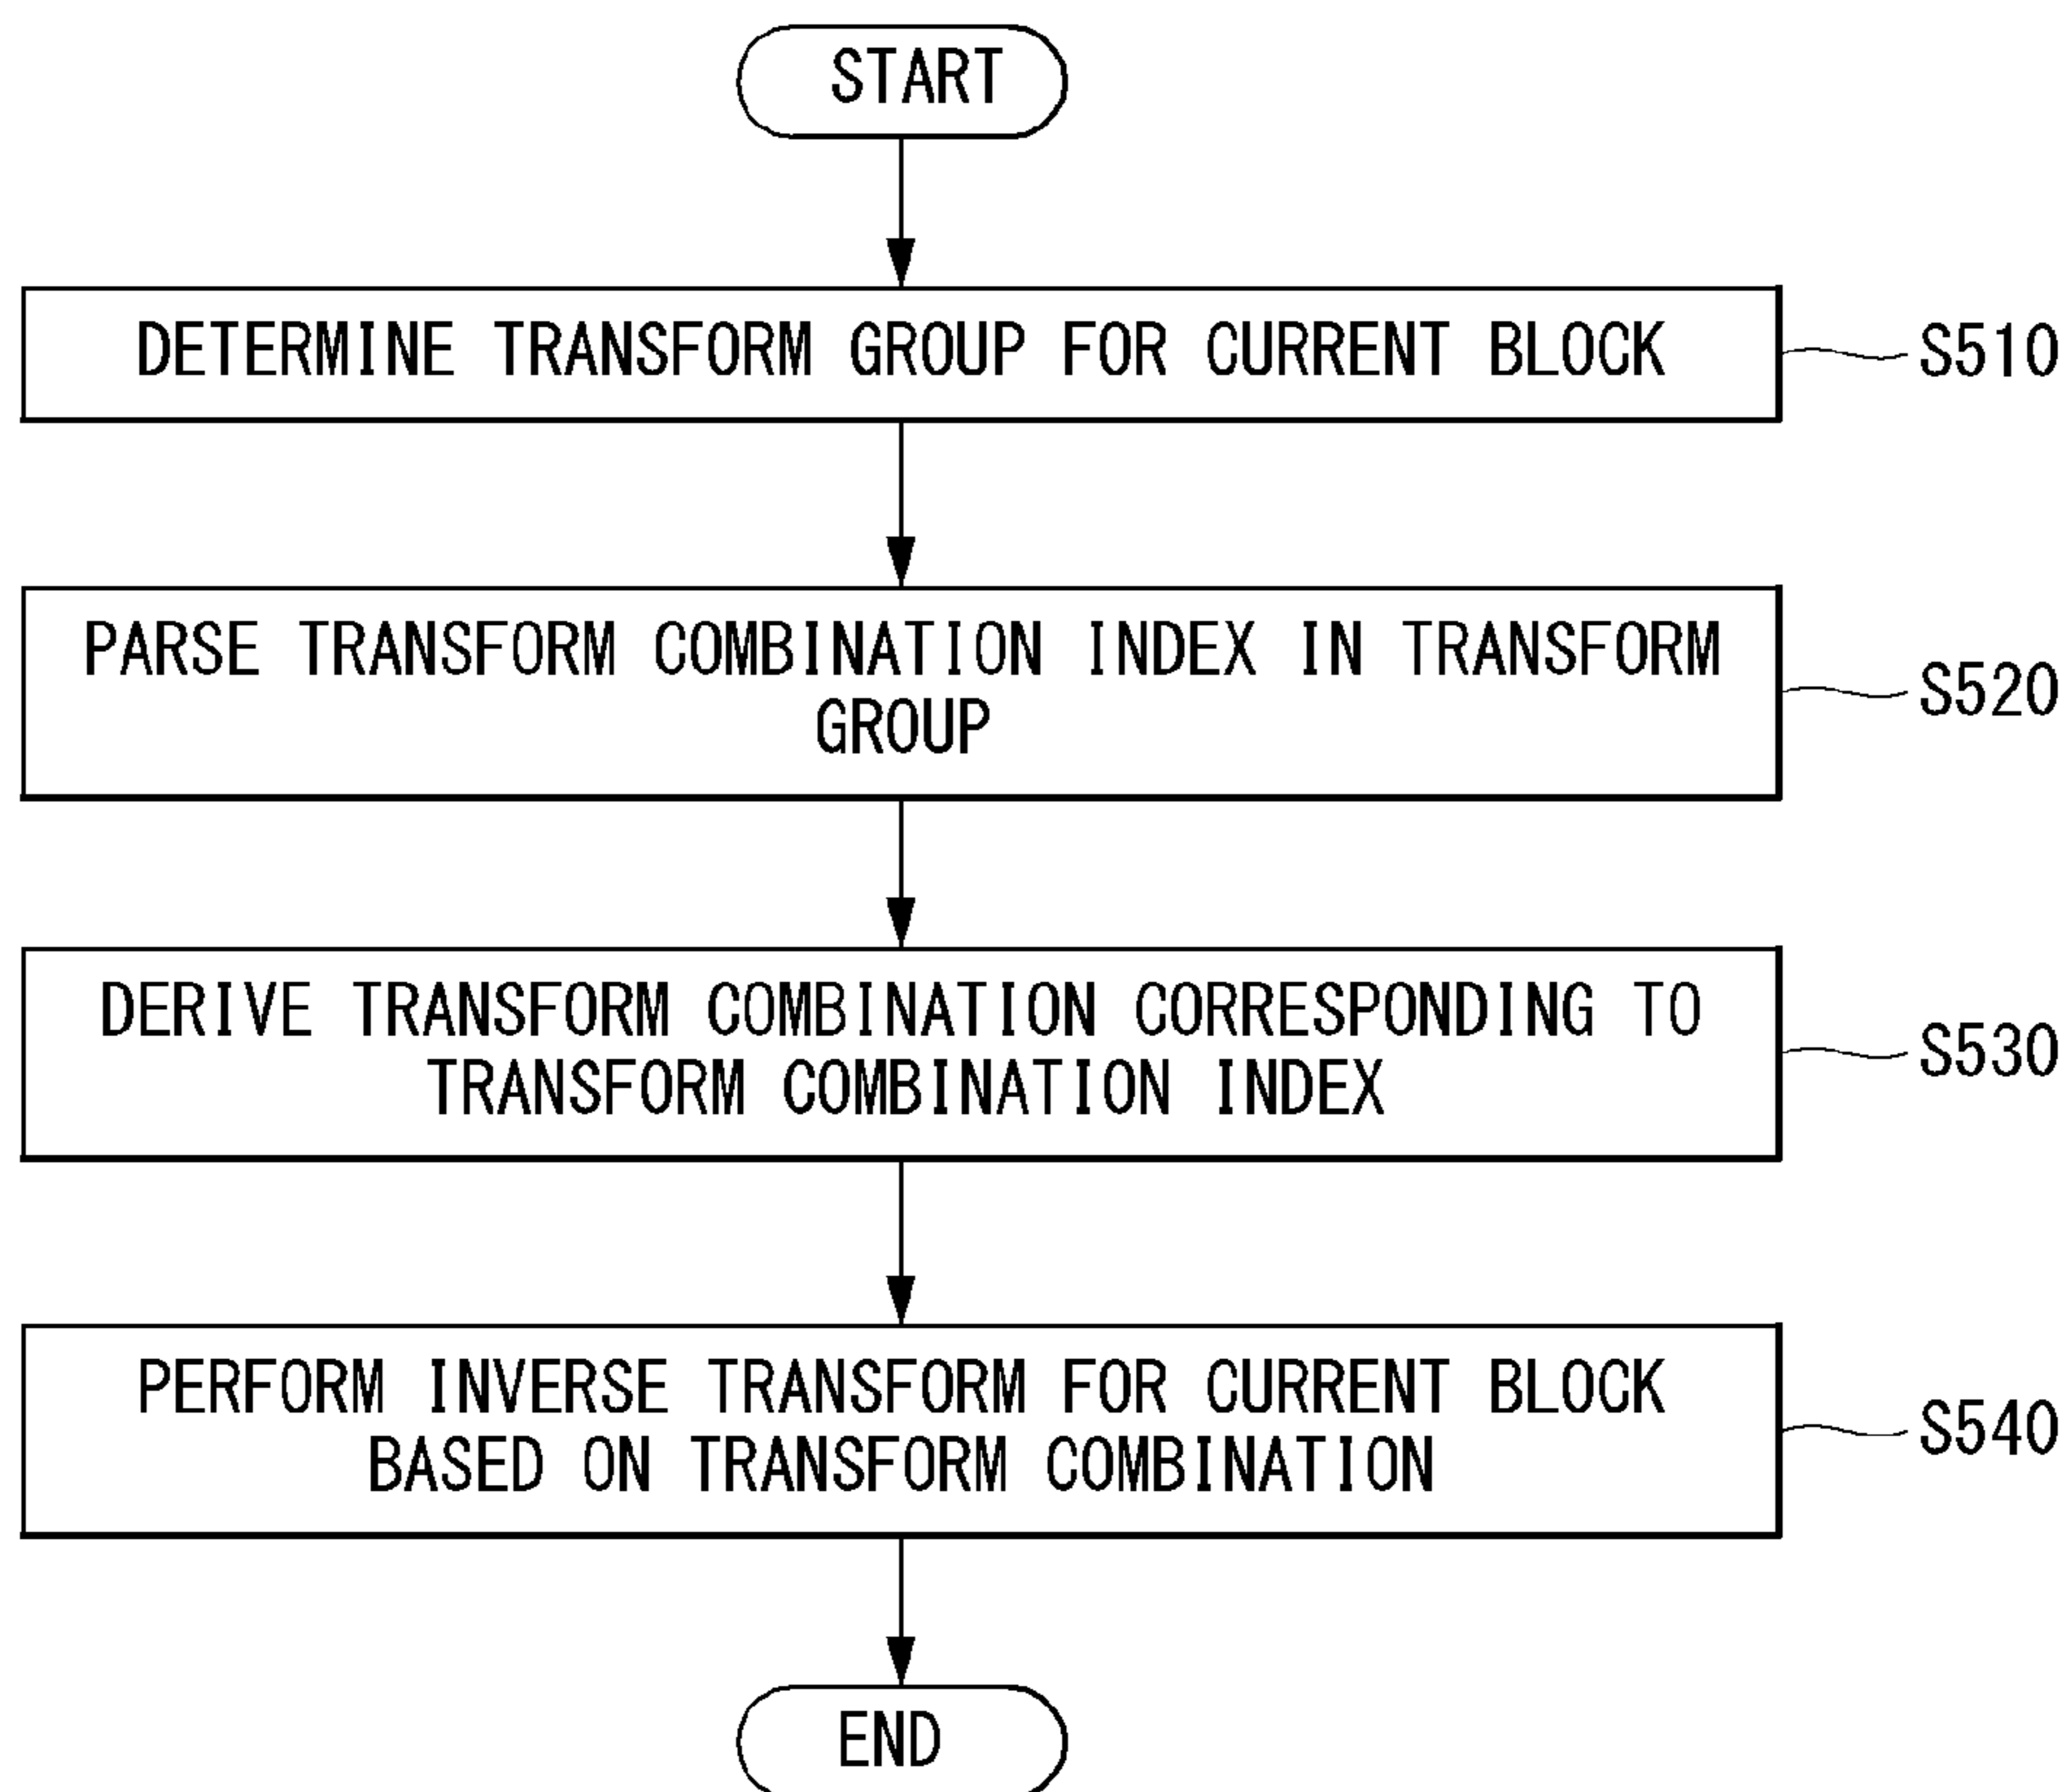 START
DETERMINE TRANSFORM GROUP FOR CURRENT BLOCK
S510
PARSE TRANSFORM COMBINATION INDEX IN TRANSFORM
GROUP
S520
DERIVE TRANSFORM COMBINATION CORRESPONDING TO
TRANSFORM COMBINATION INDEX
S530
PERFORM INVERSE TRANSFORM FOR CURRENT BLOCK
BASED ON TRANSFORM COMBINATION
S540
END